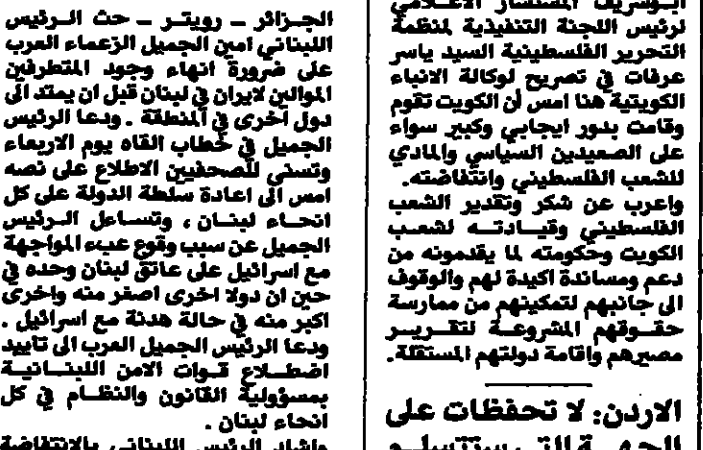 ابوشريف المستشار الاعلامي
لرئيس اللجنة التنفيذية لمنظمة
التحرير الفلسطينية السيد ياسر
عرفات في تصريح لوكالة الانباء
الكويتية هنا امس أن الكويت تقوم
وقامت بدور ايجابي وكبير سواء
على الصعيدين السياسي والمادي
للشعب الفلسطيني وانتفاضته.
واعرب عن شكر وتقدير الشعب
الفلسطيني وقيادته لشعب
الكويت وحكومته لما يقدمونه من
دعم ومساندة اكيدة لهم والوقوف
الى جانبهم لتمكينهم من ممارسة
حقوقهم المشروعة لتقرير
مصيرهم واقامة دولتهم المستقلة.
الاردن: لا تحفظات على
الجزائر – رويتر – حث الرئيس
اللبناني امين الجميل الزعماء العرب
على ضرورة انهاء وجود المتطرفين
الموالين لايران في لبنان قبل ان يمتد الى
دول اخرى في المنطقة . ودعا الرئيس
الجميل في خطاب القاه يوم الاربعاء
وتسنى للصحفيين الاطلاع على نصه
امس الى اعادة سلطة الدولة على كل
انحاء لبنان ، وتساءل الرئيس
الجميل عن سبب وقوع عبء المواجهة
مع اسرائيل على عاتق لبنان وحده في
حين ان دولا اخرى اصغر منه واخرى
اكبر منه في حالة هدنة مع اسرائيل .
ودعا الرئيس الجميل العرب الى تاييد
اضطلاع قوات الامن اللبنانية
بمسؤولية القانون والنظام في كل
انحاء لبنان .
واشاد الرئيس اللبناني بالانتفاضة